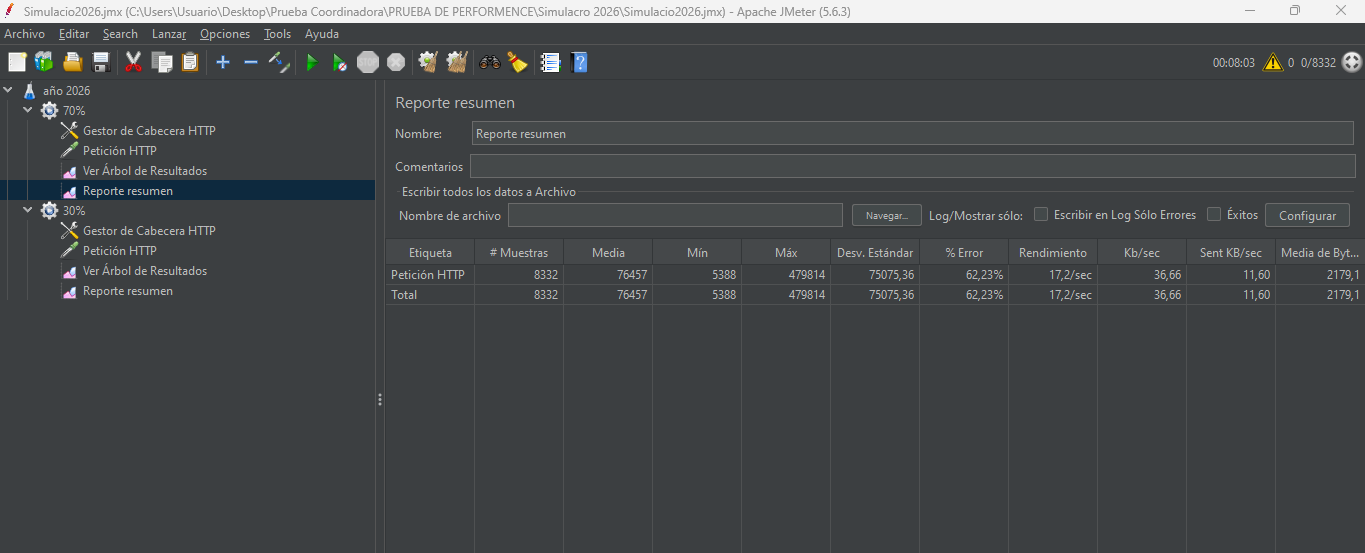 Simulacio2026.jmx (C:\Users\Usuario\Desktop\Prueba Coordinadora\PRUEBA DE PERFORMENCE\Simulacro 2026\Simulacio2026.jmx) - Apache JMeter (5.6.3)
Archivo Editar Search Lanzar Opciones Tools Ayuda
STOP 00:08:03 0 0/8332
año 2026
70%
Gestor de Cabecera HTTP
Petición HTTP
Ver Árbol de Resultados
Reporte resumen
30%
Gestor de Cabecera HTTP
Petición HTTP
Ver Árbol de Resultados
Reporte resumen
Reporte resumen
Nombre: Reporte resumen
Comentarios
Escribir todos los datos a Archivo
Nombre de archivo Navegar... Log/Mostrar sólo: Escribir en Log Sólo Errores Éxitos Configurar
Etiqueta # Muestras Media Mín Máx Desv. Estándar % Error Rendimiento Kb/sec Sent KB/sec Media de Byt...
Petición HTTP 8332 76457 5388 479814 75075,36 62,23% 17,2/sec 36,66 11,60 2179,1
Total 8332 76457 5388 479814 75075,36 62,23% 17,2/sec 36,66 11,60 2179,1